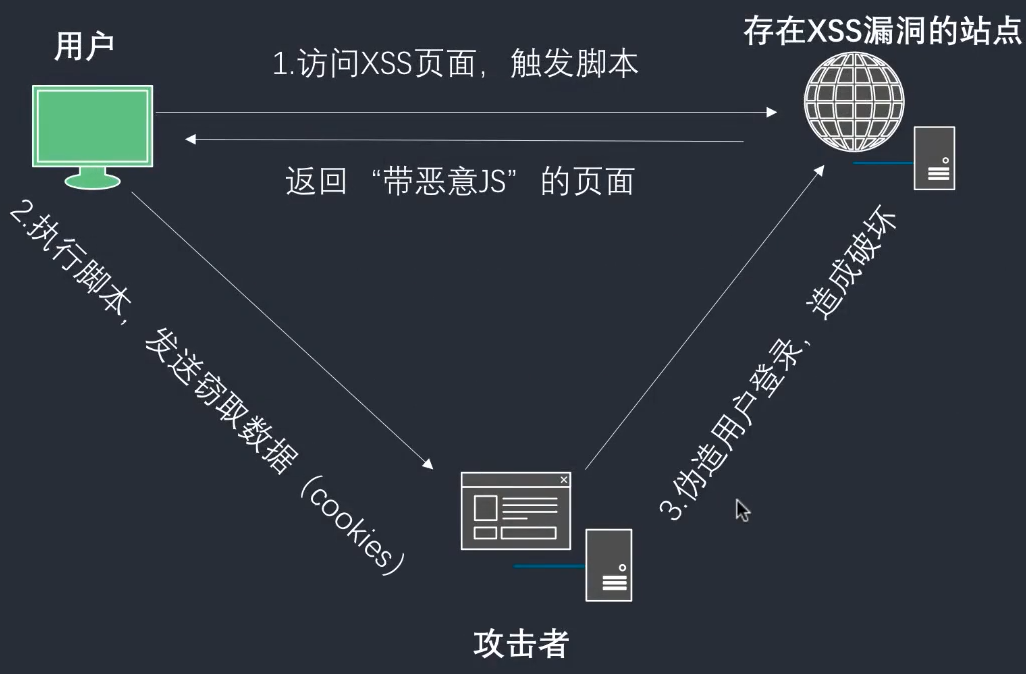 用户
存在XSS漏洞的站点
1.访问XSS页面，触发脚本
返回“带恶意JS”的页面
2.执行脚本，发送窃取数据（cookies）
3.伪造用户登录，造成破坏
攻击者